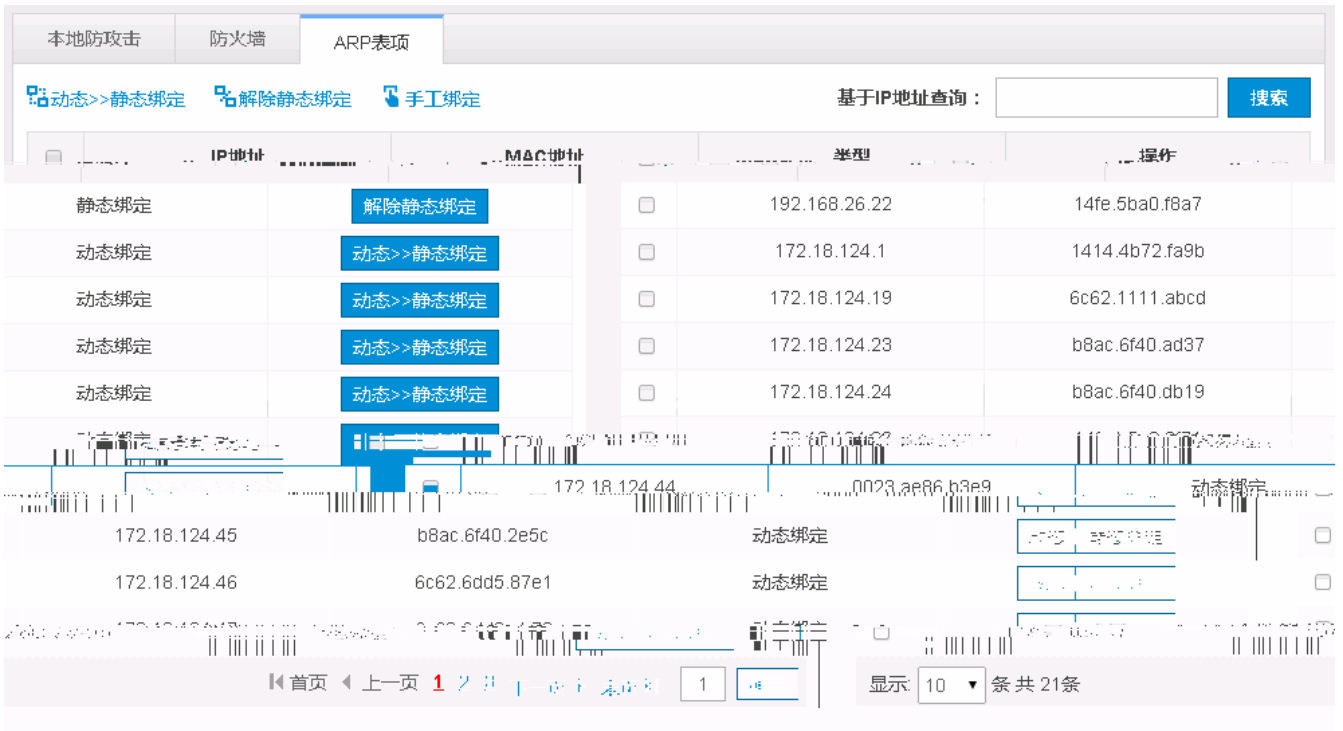 本地防攻击 防火墙 ARP表项
动态>>静态绑定 解除静态绑定 手工绑定 基于IP地址查询： 搜索
IP地址 MAC地址 类型 操作
静态绑定 解除静态绑定 192.168.26.22 14fe.5ba0.f8a7
动态绑定 动态>>静态绑定 172.18.124.1 1414.4b72.fa9b
动态绑定 动态>>静态绑定 172.18.124.19 6c62.1111.abcd
动态绑定 动态>>静态绑定 172.18.124.23 b8ac.6f40.ad37
动态绑定 动态>>静态绑定 172.18.124.24 b8ac.6f40.db19
172.18.124.44 0023.ae86.b3e9 动态绑定
172.18.124.45 b8ac.6f40.2e5c 动态绑定
172.18.124.46 6c62.6dd5.87e1 动态绑定
首页 上一页 1 1 显示: 10 条 共 21条